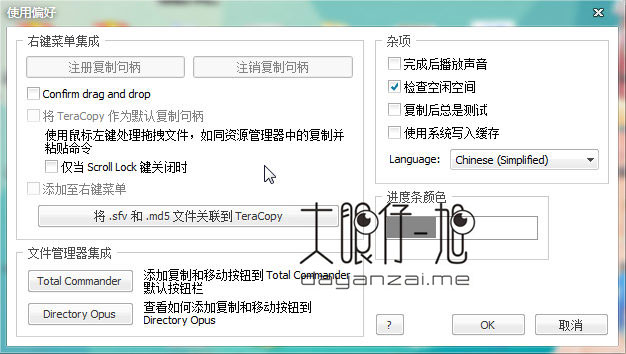 使用偏好
右键菜单集成
注册复制句柄
注销复制句柄
Confirm drag and drop
将 TeraCopy 作为默认复制句柄
使用鼠标左键处理拖拽文件，如同资源管理器中的复制并
粘贴命令
仅当 Scroll Lock 键关闭时
添加至右键菜单
将 .sfv 和 .md5 文件关联到 TeraCopy
文件管理器集成
Total Commander
添加复制和移动按钮到 Total Commander
默认按钮栏
Directory Opus
查看如何添加复制和移动按钮到
Directory Opus
杂项
完成后播放声音
检查空闲空间
复制后总是测试
使用系统写入缓存
Language:
Chinese (Simplified)
进度条颜色
大眼仔~旭
daganzai.me
?
OK
取消